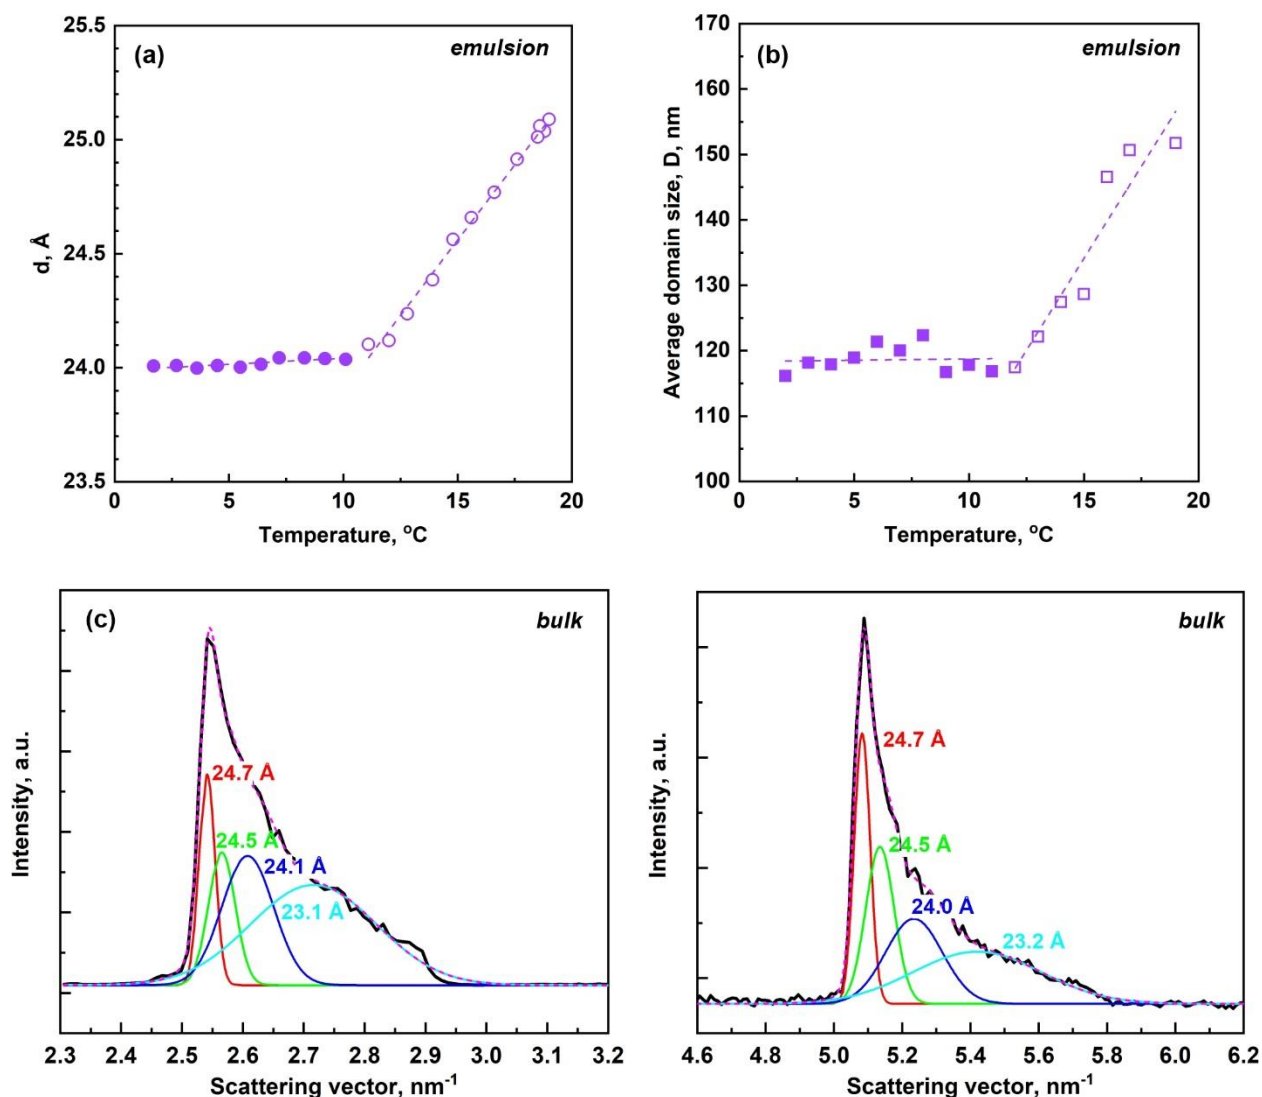 (a)
emulsion
25.5
25.0
24.5
24.0
23.5
d, Å
0
5
10
15
20
Temperature, °C
(b)
emulsion
170
160
150
140
130
120
110
100
Average domain size, D, nm
0
5
10
15
20
Temperature, °C
(c)
bulk
24.7 Å
24.5 Å
24.1 Å
23.1 Å
Intensity, a.u.
2.3 2.4 2.5 2.6 2.7 2.8 2.9 3.0 3.1 3.2
Scattering vector, nm⁻¹
bulk
24.7 Å
24.5 Å
24.0 Å
23.2 Å
Intensity, a.u.
4.6 4.8 5.0 5.2 5.4 5.6 5.8 6.0 6.2
Scattering vector, nm⁻¹